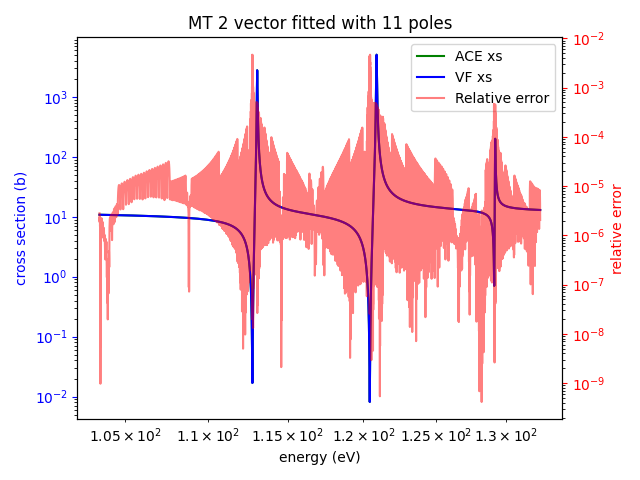 MT 2 vector fitted with 11 poles
ACE xs
VF xs
Relative error
cross section (b)
10³
10²
10¹
10⁰
10⁻¹
10⁻²
10⁻²
10⁻³
10⁻⁴
10⁻⁵
10⁻⁶
10⁻⁷
10⁻⁸
10⁻⁹
relative error
1.05 × 10² 1.1 × 10² 1.15 × 10² 1.2 × 10² 1.25 × 10² 1.3 × 10²
energy (eV)